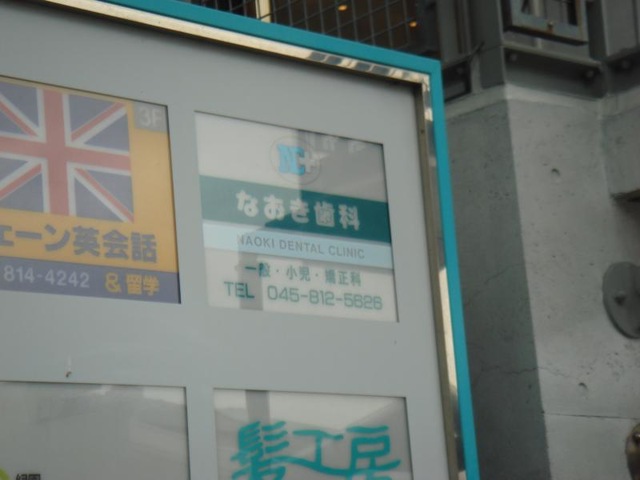 3F
ェーン英会話
814-4242 & 留学
なおき歯科
NAOKI DENTAL CLINIC
一般・小児・矯正科
TEL 045-812-5626
髪工房